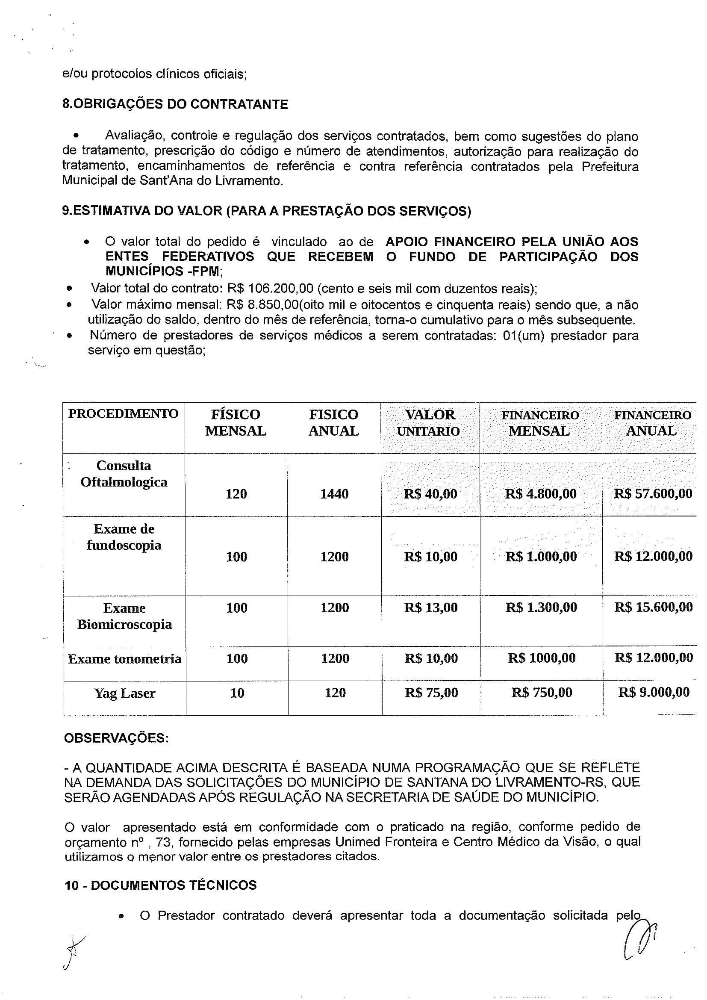 e/ou protocolos clínicos oficiais;
8.OBRIGAÇÕES DO CONTRATANTE
• Avaliação, controle e regulação dos serviços contratados, bem como sugestões do plano
de tratamento, prescrição do código e número de atendimentos, autorização para realização do
tratamento, encaminhamentos de referência e contra referência contratados pela Prefeitura
Municipal de Sant'Ana do Livramento.
9.ESTIMATIVA DO VALOR (PARA A PRESTAÇÃO DOS SERVIÇOS)
• O valor total do pedido é vinculado ao de APOIO FINANCEIRO PELA UNIÃO AOS
ENTES FEDERATIVOS QUE RECEBEM O FUNDO DE PARTICIPAÇÃO DOS
MUNICÍPIOS -FPM;
• Valor total do contrato: R$ 106.200,00 (cento e seis mil com duzentos reais);
• Valor máximo mensal: R$ 8.850,00(oito mil e oitocentos e cinquenta reais) sendo que, a não
utilização do saldo, dentro do mês de referência, torna-o cumulativo para o mês subsequente.
• Número de prestadores de serviços médicos a serem contratadas: 01(um) prestador para
serviço em questão;
PROCEDIMENTO FÍSICO FISICO VALOR FINANCEIRO FINANCEIRO
MENSAL ANUAL UNITARIO MENSAL ANUAL
Consulta
Oftalmologica
120 1440 R$ 40,00 R$ 4.800,00 R$ 57.600,00
Exame de
fundoscopia
100 1200 R$ 10,00 R$ 1.000,00 R$ 12.000,00
Exame 100 1200 R$ 13,00 R$ 1.300,00 R$ 15.600,00
Biomicroscopia
Exame tonometria 100 1200 R$ 10,00 R$ 1000,00 R$ 12.000,00
Yag Laser 10 120 R$ 75,00 R$ 750,00 R$ 9.000,00
OBSERVAÇÕES:
- A QUANTIDADE ACIMA DESCRITA É BASEADA NUMA PROGRAMAÇÃO QUE SE REFLETE
NA DEMANDA DAS SOLICITAÇÕES DO MUNICÍPIO DE SANTANA DO LIVRAMENTO-RS, QUE
SERÃO AGENDADAS APÓS REGULAÇÃO NA SECRETARIA DE SAÚDE DO MUNICÍPIO.
O valor apresentado está em conformidade com o praticado na região, conforme pedido de
orçamento nº , 73, fornecido pelas empresas Unimed Fronteira e Centro Médico da Visão, o qual
utilizamos o menor valor entre os prestadores citados.
10 - DOCUMENTOS TÉCNICOS
• O Prestador contratado deverá apresentar toda a documentação solicitada pelo